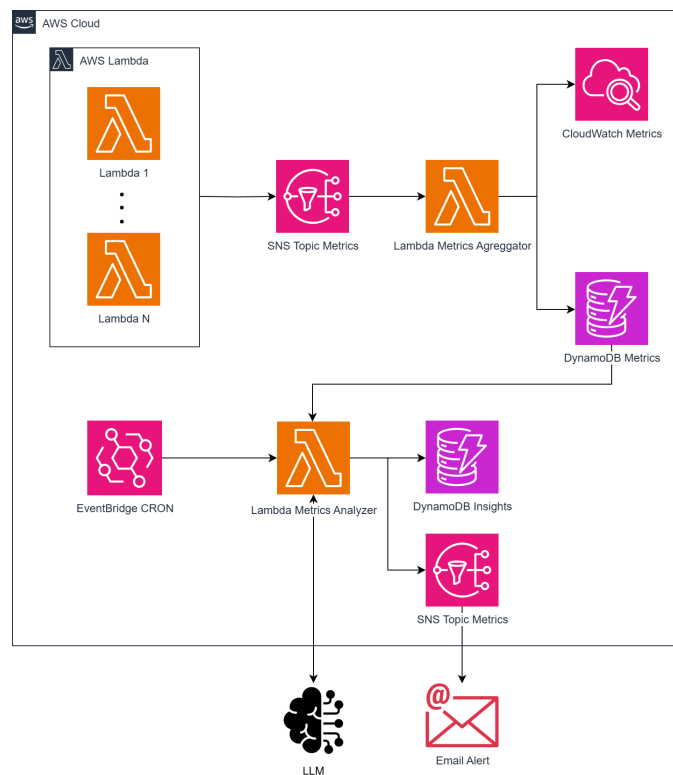 aws
AWS Cloud
AWS Lambda
Lambda 1
Lambda N
SNS Topic Metrics
Lambda Metrics Agreggator
CloudWatch Metrics
DynamoDB Metrics
EventBridge CRON
Lambda Metrics Analyzer
DynamoDB Insights
SNS Topic Metrics
LLM
@
Email Alert